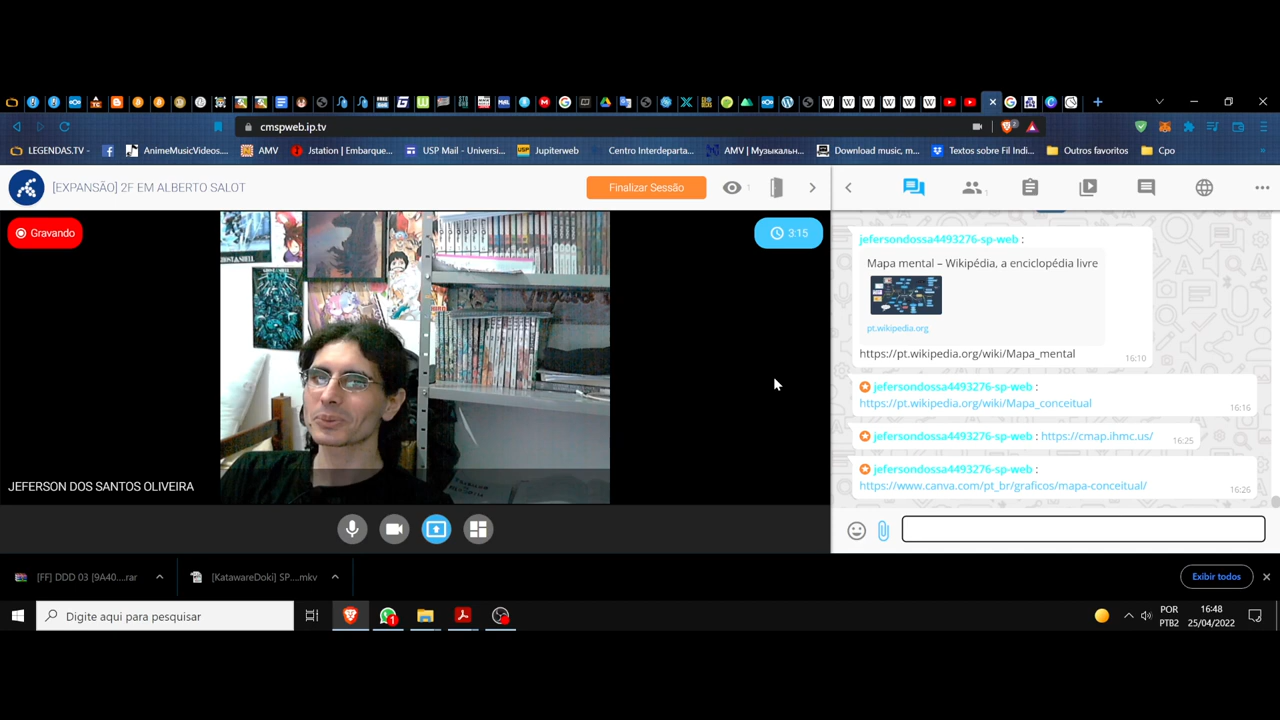 cmspweb.ip.tv
2
LEGENDAS.TV
AnimeMusicVideos...
AMV
Jstation | Embarque...
USP Mail - Universi...
Jupiterweb
Centro Interdeparta...
AMV | Музыкальн...
Download music, m...
Textos sobre Fil Indi...
Outros favoritos
Cpo
[EXPANSÃO] 2F EM ALBERTO SALOT
Finalizar Sessão
1
1
Gravando
3:15
JEFERSON DOS SANTOS OLIVEIRA
jefersondossa4493276-sp-web :
Mapa mental – Wikipédia, a enciclopédia livre
pt.wikipedia.org
https://pt.wikipedia.org/wiki/Mapa_mental
16:10
jefersondossa4493276-sp-web :
https://pt.wikipedia.org/wiki/Mapa_conceitual
16:16
jefersondossa4493276-sp-web : https://cmap.ihmc.us/
16:25
jefersondossa4493276-sp-web :
https://www.canva.com/pt_br/graficos/mapa-conceitual/
16:26
[FF] DDD 03 [9A40....rar
[KatawareDoki] SP....mkv
Exibir todos
Digite aqui para pesquisar
1
POR
PTB2
16:48
25/04/2022